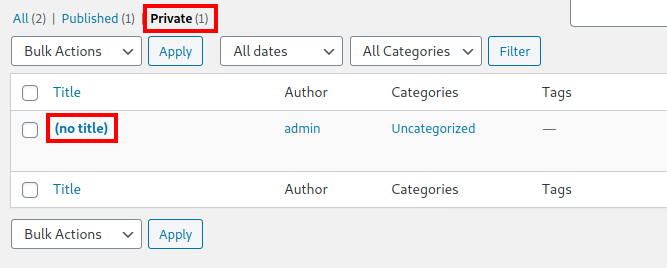 All (2) | Published (1) | Private (1)
Bulk Actions Apply All dates All Categories Filter
Title Author Categories Tags
(no title) admin Uncategorized —
Title Author Categories Tags
Bulk Actions Apply